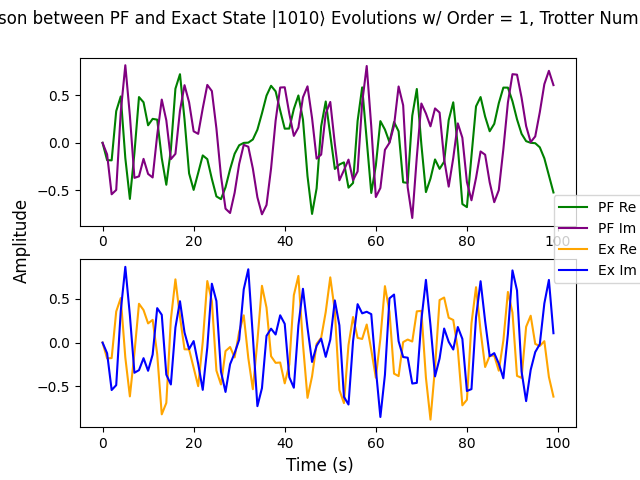 son between PF and Exact State |1010⟩ Evolutions w/ Order = 1, Trotter Num
0.5
0.0
−0.5
0
20
40
60
80
100
PF Re
PF Im
Ex Re
Ex Im
Amplitude
0.5
0.0
−0.5
0
20
40
60
80
100
Time (s)